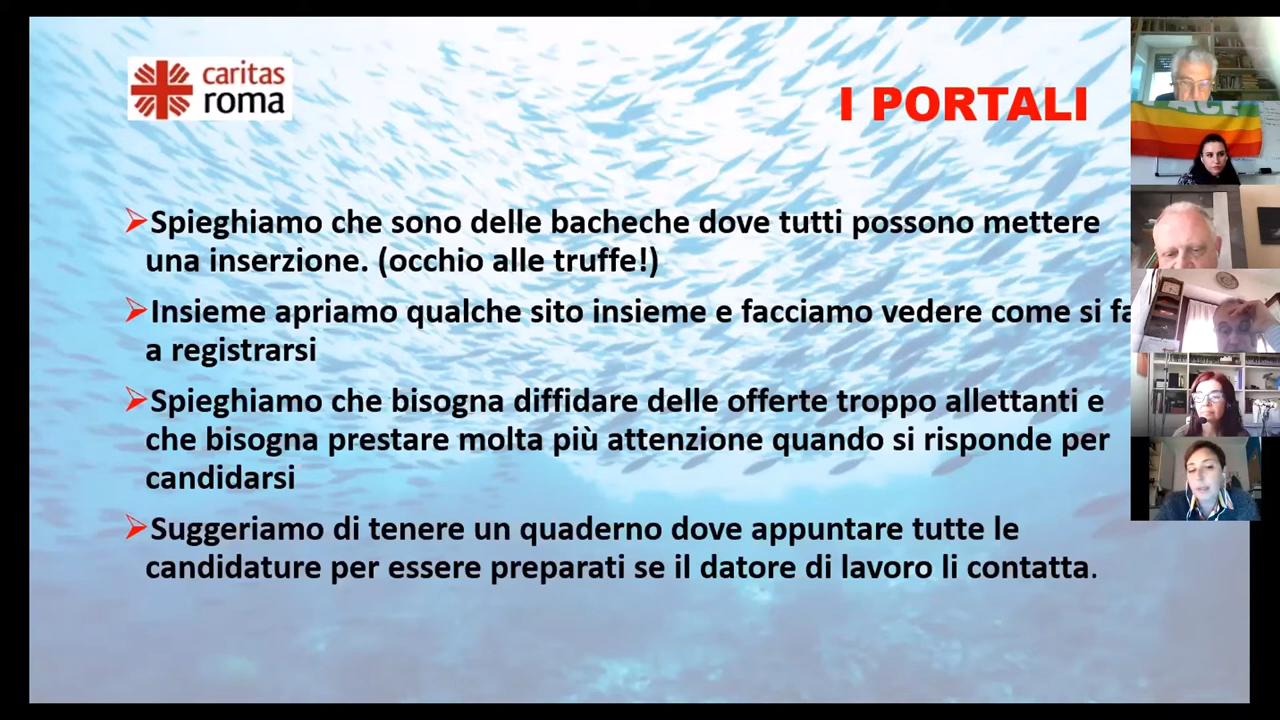 caritas
roma
I PORTALI
Spieghiamo che sono delle bacheche dove tutti possono mettere
una inserzione. (occhio alle truffe!)
Insieme apriamo qualche sito insieme e facciamo vedere come si fa
a registrarsi
Spieghiamo che bisogna diffidare delle offerte troppo allettanti e
che bisogna prestare molta più attenzione quando si risponde per
candidarsi
Suggeriamo di tenere un quaderno dove appuntare tutte le
candidature per essere preparati se il datore di lavoro li contatta.